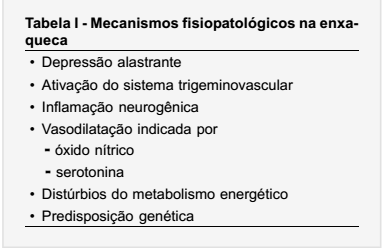 Tabela I - Mecanismos fisiopatológicos na enxa-
queca
• Depressão alastrante
• Ativação do sistema trigeminovascular
• Inflamação neurogênica
• Vasodilatação indicada por
- óxido nítrico
- serotonina
• Distúrbios do metabolismo energético
• Predisposição genética